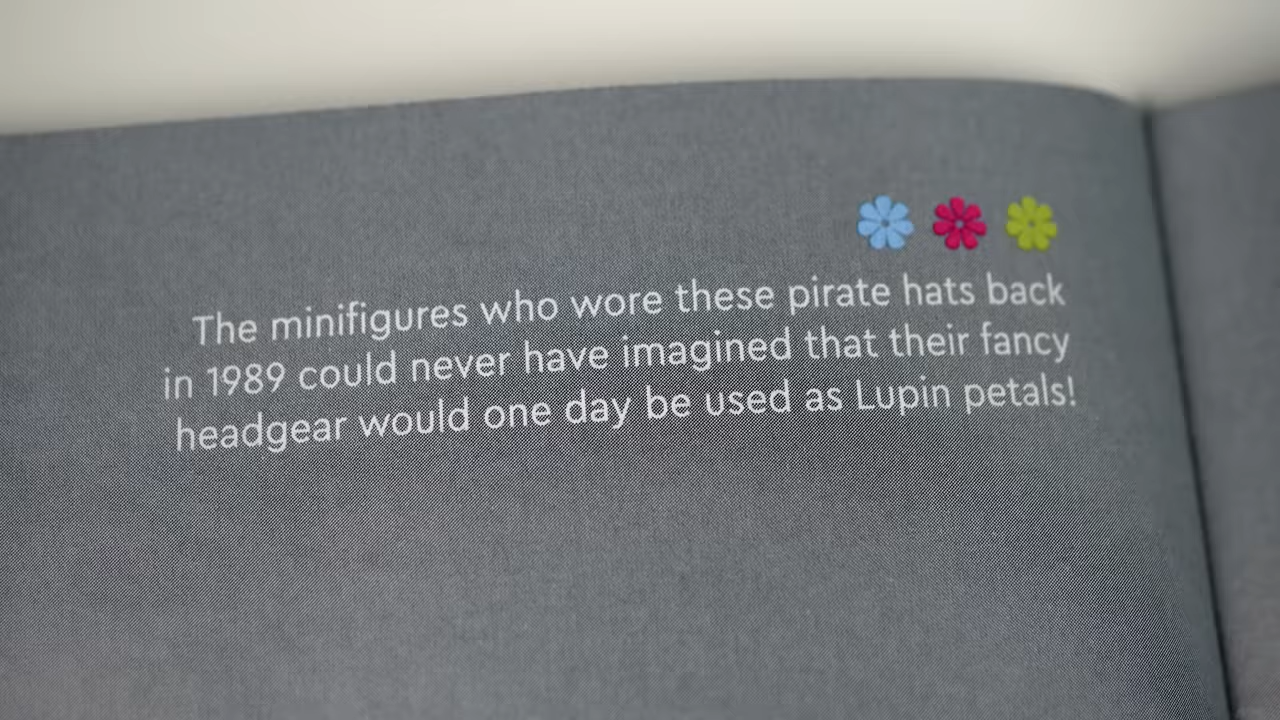 The minifigures who wore these pirate hats back
in 1989 could never have imagined that their fancy
headgear would one day be used as Lupin petals!